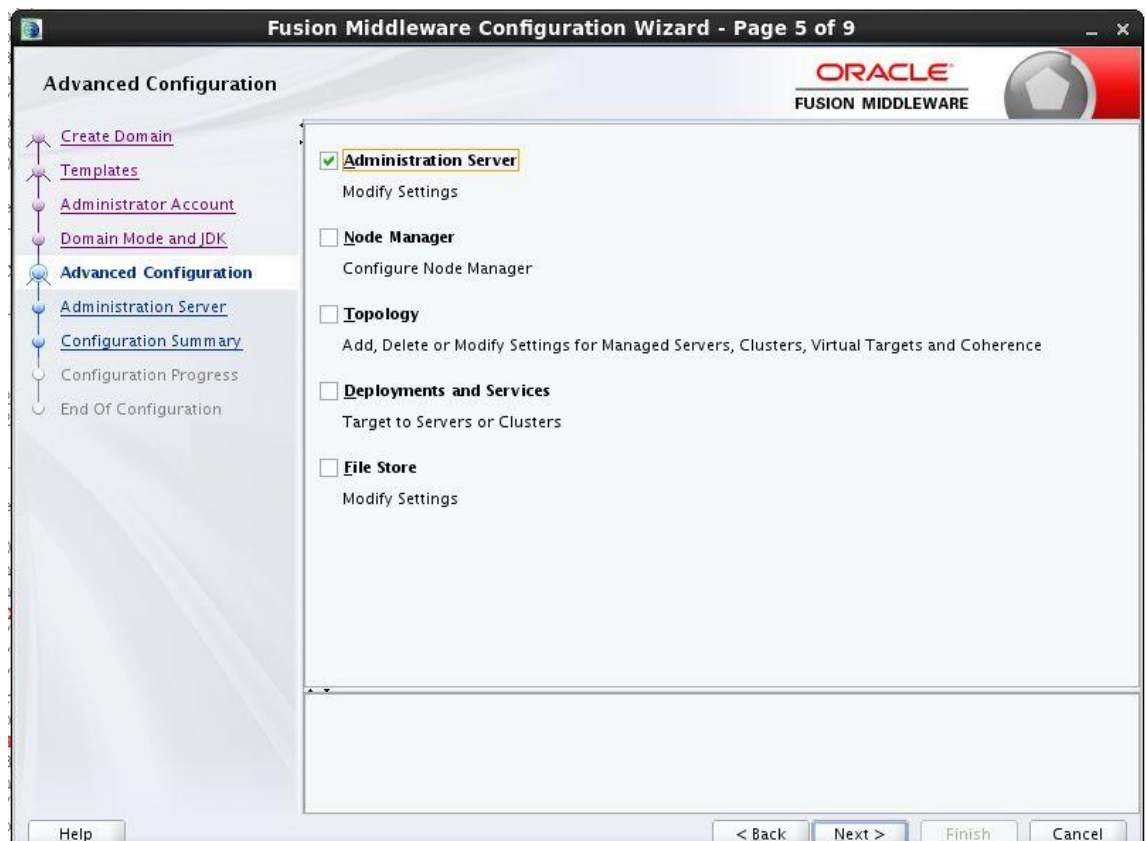 Fusion Middleware Configuration Wizard - Page 5 of 9
Advanced Configuration
ORACLE
FUSION MIDDLEWARE
Create Domain
Templates
Administrator Account
Domain Mode and JDK
Advanced Configuration
Administration Server
Configuration Summary
Configuration Progress
End Of Configuration
Administration Server
Modify Settings
Node Manager
Configure Node Manager
Topology
Add, Delete or Modify Settings for Managed Servers, Clusters, Virtual Targets and Coherence
Deployments and Services
Target to Servers or Clusters
File Store
Modify Settings
Help
< Back
Next >
Finish
Cancel